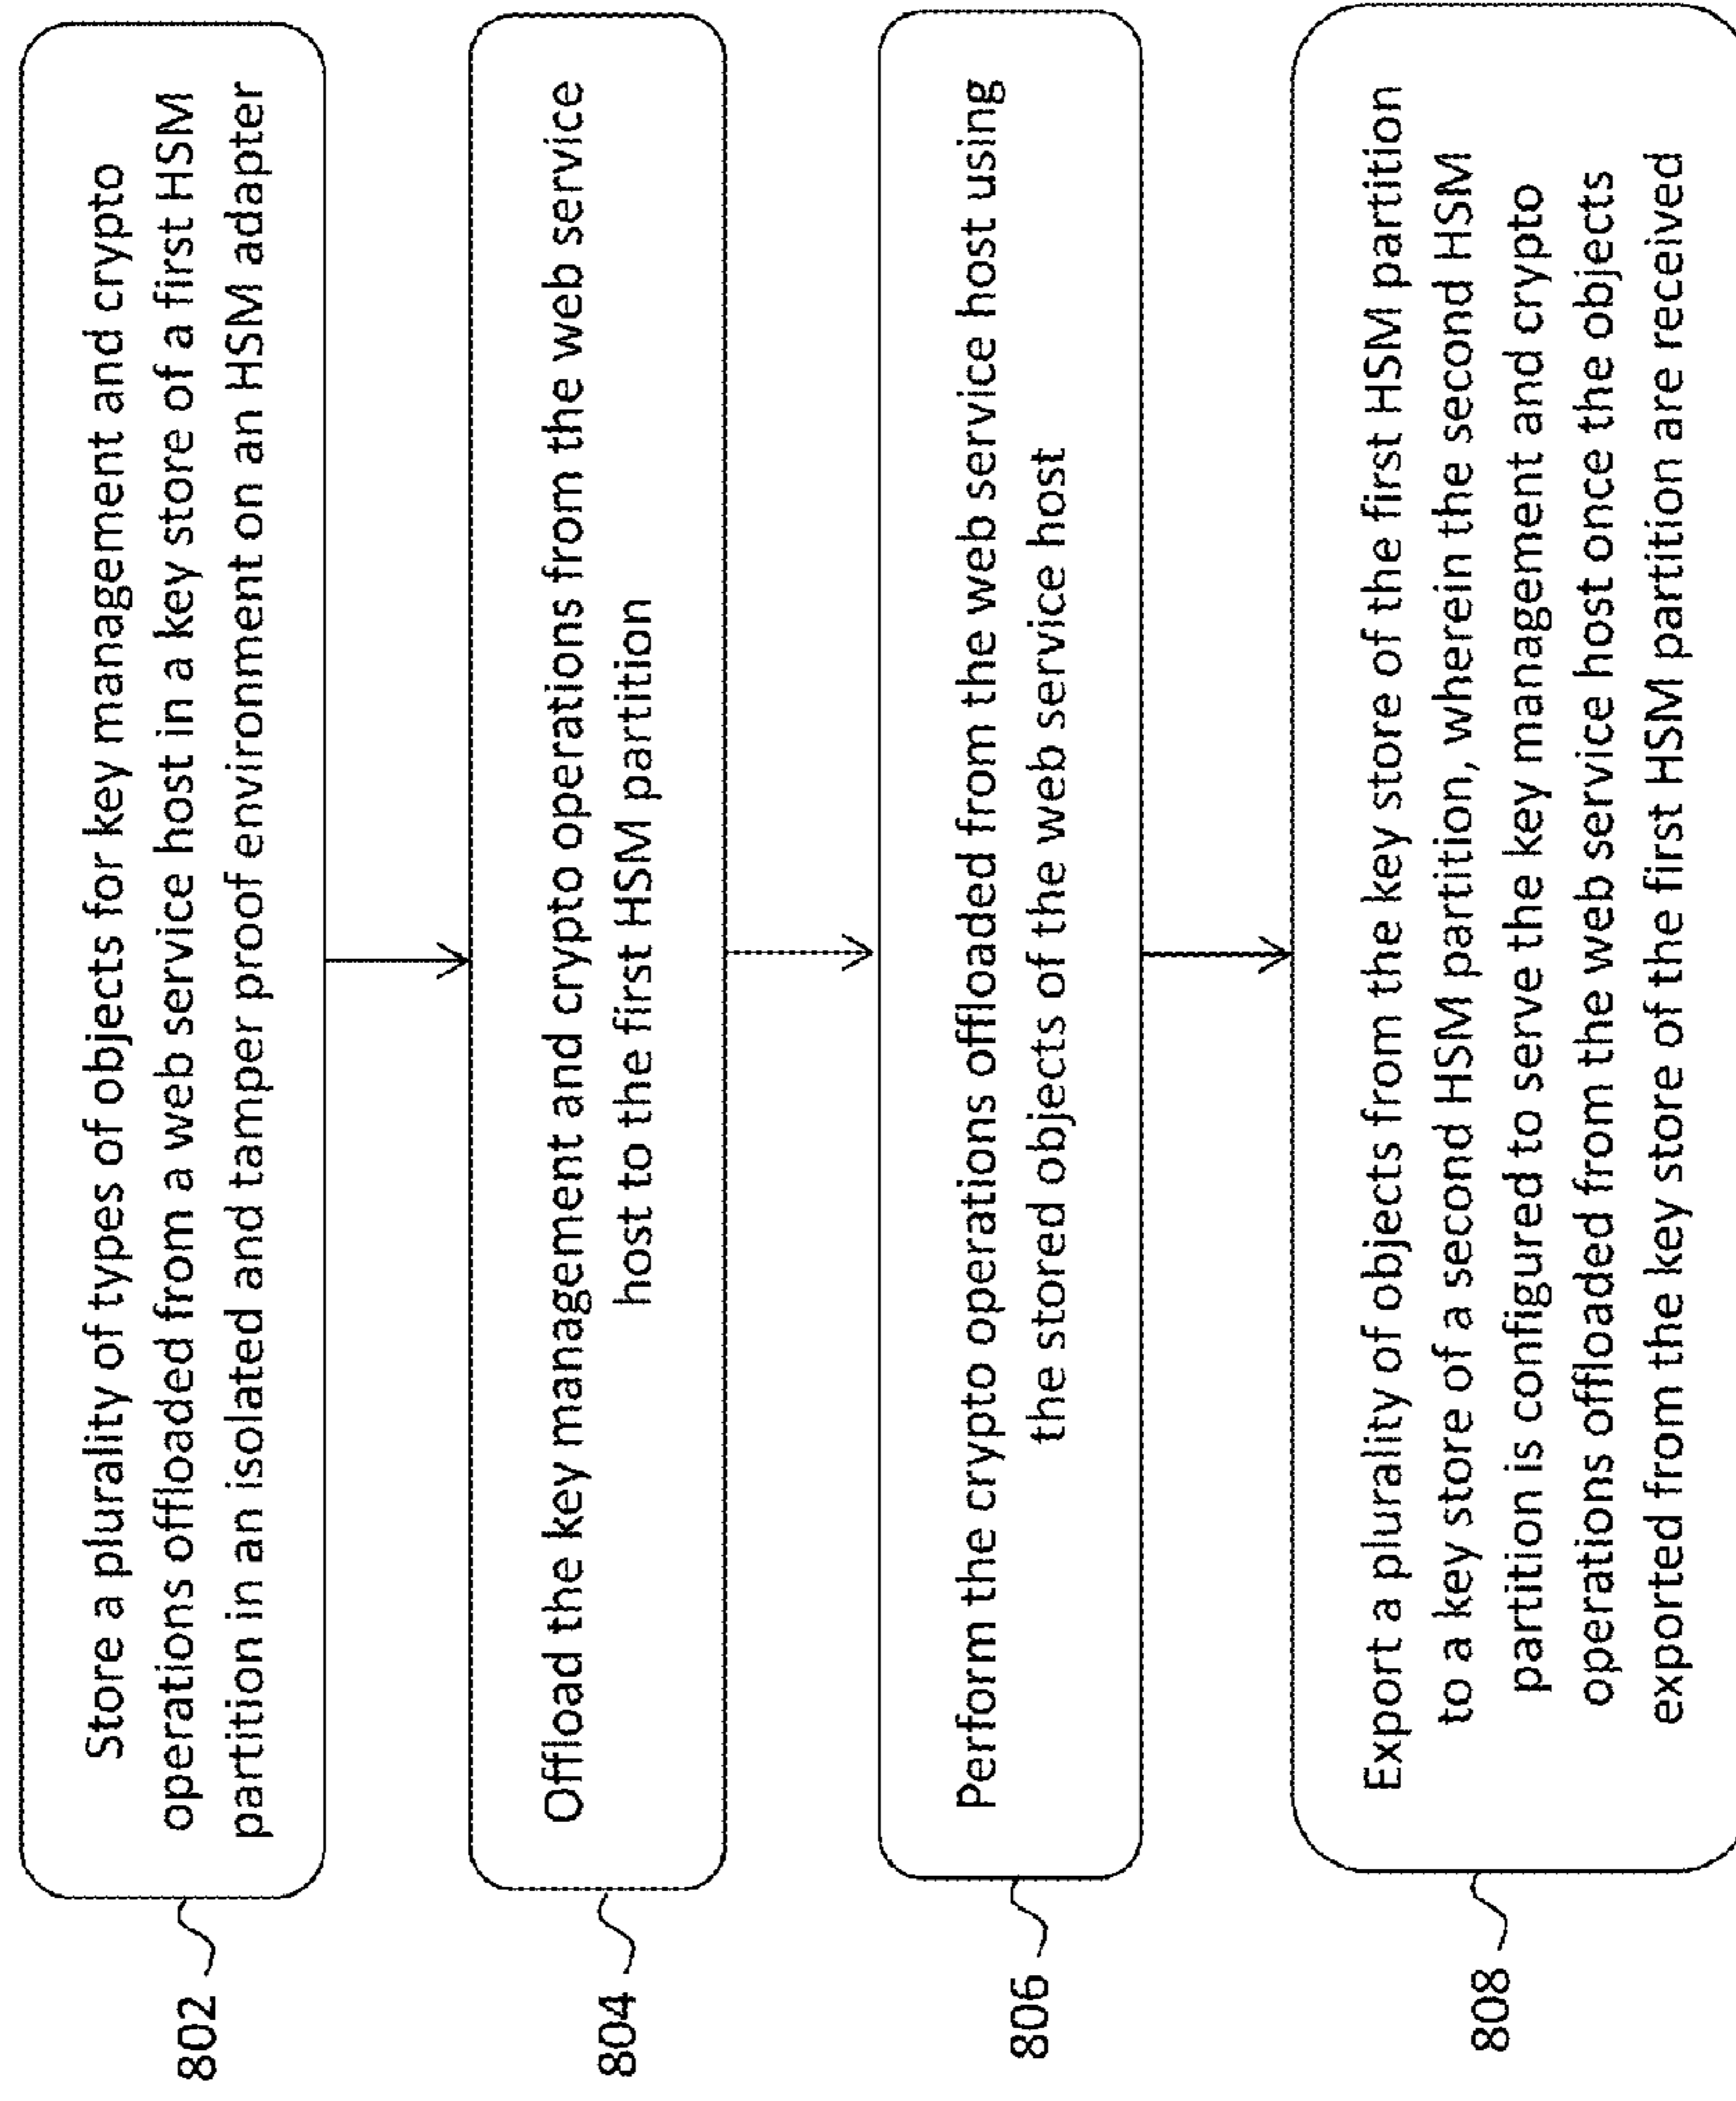 802
Store a plurality of types of objects for key management and crypto
operations offloaded from a web service host in a key store of a first HSM
partition in an isolated and tamper proof environment on an HSM adapter
804
Offload the key management and crypto operations from the web service
host to the first HSM partition
806
Perform the crypto operations offloaded from the web service host using
the stored objects of the web service host
808
Export a plurality of objects from the key store of the first HSM partition
to a key store of a second HSM partition, wherein the second HSM
partition is configured to serve the key management and crypto
operations offloaded from the web service host once the objects
exported from the key store of the first HSM partition are received